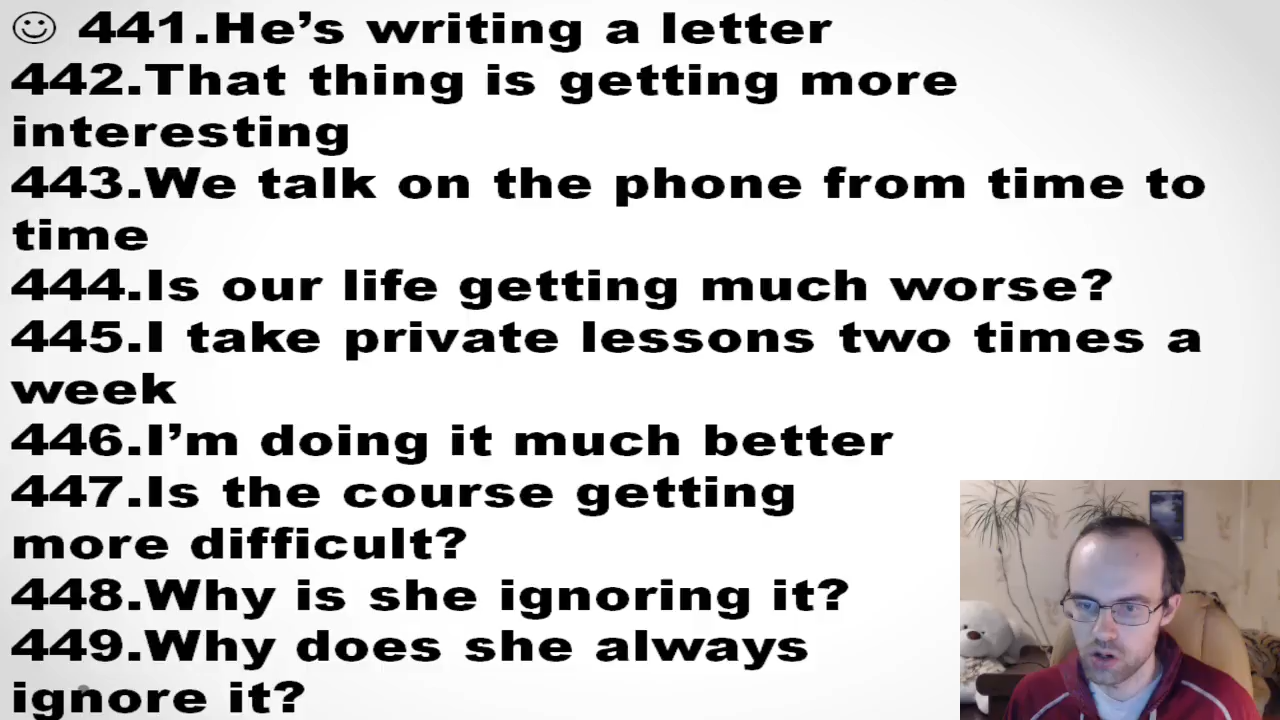 ☺ 441.He’s writing a letter
442.That thing is getting more
interesting
443.We talk on the phone from time to
time
444.Is our life getting much worse?
445.I take private lessons two times a
week
446.I’m doing it much better
447.Is the course getting
more difficult?
448.Why is she ignoring it?
449.Why does she always
ignore it?